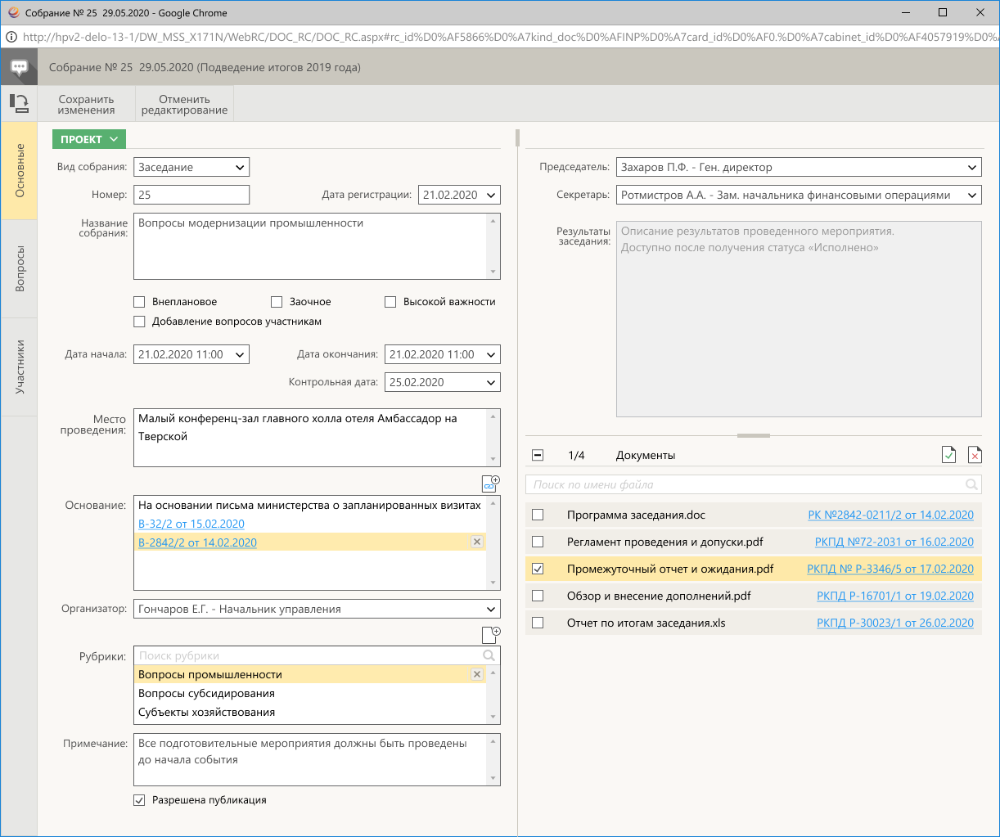 Собрание № 25 29.05.2020 - Google Chrome
http://hpv2-delo-13-1/DW_MSS_X171N/WebRC/DOC_RC/DOC_RC.aspx#rc_id%D0%AF5866%D0%A7kind_doc%D0%AFINP%D0%A7card_id%D0%AF0.%D0%A7cabinet_id%D0%AF4057919%D0%
Собрание № 25 29.05.2020 (Подведение итогов 2019 года)
Сохранить
изменения
Отменить
редактирование
Основные
Вопросы
Участники
ПРОЕКТ
Вид собрания: Заседание
Номер: 25 Дата регистрации: 21.02.2020
Название
собрания:
Вопросы модернизации промышленности
Внеплановое Заочное Высокой важности
Добавление вопросов участникам
Дата начала: 21.02.2020 11:00 Дата окончания: 21.02.2020 11:00
Контрольная дата: 25.02.2020
Место
проведения:
Малый конференц-зал главного холла отеля Амбассадор на
Тверской
Основание: На основании письма министерства о запланированных визитах
В-32/2 от 15.02.2020
В-2842/2 от 14.02.2020
Организатор: Гончаров Е.Г. - Начальник управления
Рубрики: Поиск рубрики
Вопросы промышленности
Вопросы субсидирования
Субъекты хозяйствования
Примечание: Все подготовительные мероприятия должны быть проведены
до начала события
Разрешена публикация
Председатель: Захаров П.Ф. - Ген. директор
Секретарь: Ротмистров А.А. - Зам. начальника финансовыми операциями
Результаты
заседания:
Описание результатов проведенного мероприятия.
Доступно после получения статуса «Исполнено»
1/4 Документы
Поиск по имени файла
Программа заседания.doc РК №2842-0211/2 от 14.02.2020
Регламент проведения и допуски.pdf РКПД №72-2031 от 16.02.2020
Промежуточный отчет и ожидания.pdf РКПД № Р-3346/5 от 17.02.2020
Обзор и внесение дополнений.pdf РКПД Р-16701/1 от 19.02.2020
Отчет по итогам заседания.xls РКПД Р-30023/1 от 26.02.2020